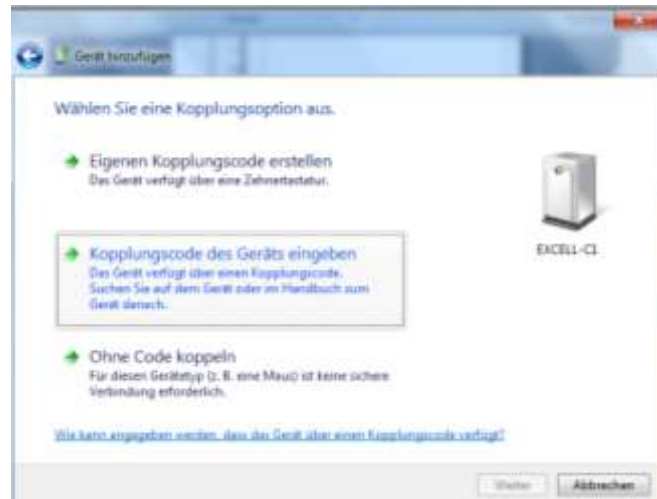 Gerät hinzufügen
Wählen Sie eine Kopplungsoption aus.
Eigenen Kopplungscode erstellen
Das Gerät verfügt über eine Zehnertastatur.
Kopplungscode des Geräts eingeben
Das Gerät verfügt über einen Kopplungscode.
Suchen Sie auf dem Gerät oder im Handbuch zum
Gerät danach.
EXCELL-C1
Ohne Code koppeln
Für diesen Gerätetyp (z. B. eine Maus) ist keine sichere
Verbindung erforderlich.
Wie kann angegeben werden, dass das Gerät über einen Kopplungscode verfügt?
Weiter
Abbrechen